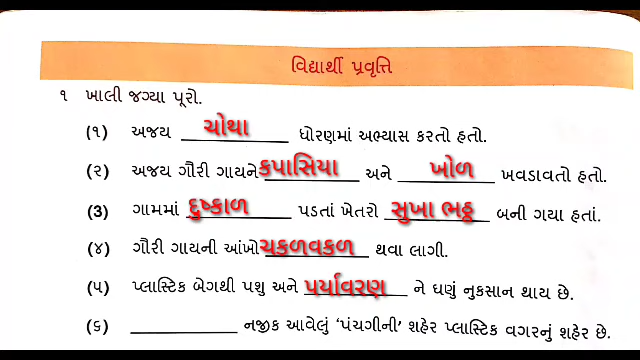 વિદ્યાર્થી પ્રવૃત્તિ
૧ ખાલી જગ્યા પૂરો.
(૧) અજય ચોથા ધોરણમાં અભ્યાસ કરતો હતો.
(૨) અજય ગૌરી ગાયને કપાસિયા અને ખોળ ખવડાવતો હતો.
(3) ગામમાં દુષ્કાળ પડતાં ખેતરો સુખા ભઠ્ઠ બની ગયા હતાં.
(૪) ગૌરી ગાયની આંખો ચકળવકળ થવા લાગી.
(૫) પ્લાસ્ટિક બેગથી પશુ અને પર્યાવરણ ને ઘણું નુકસાન થાય છે.
(૬) ____________ નજીક આવેલું ‘પંચગીની’ શહેર પ્લાસ્ટિક વગરનું શહેર છે.